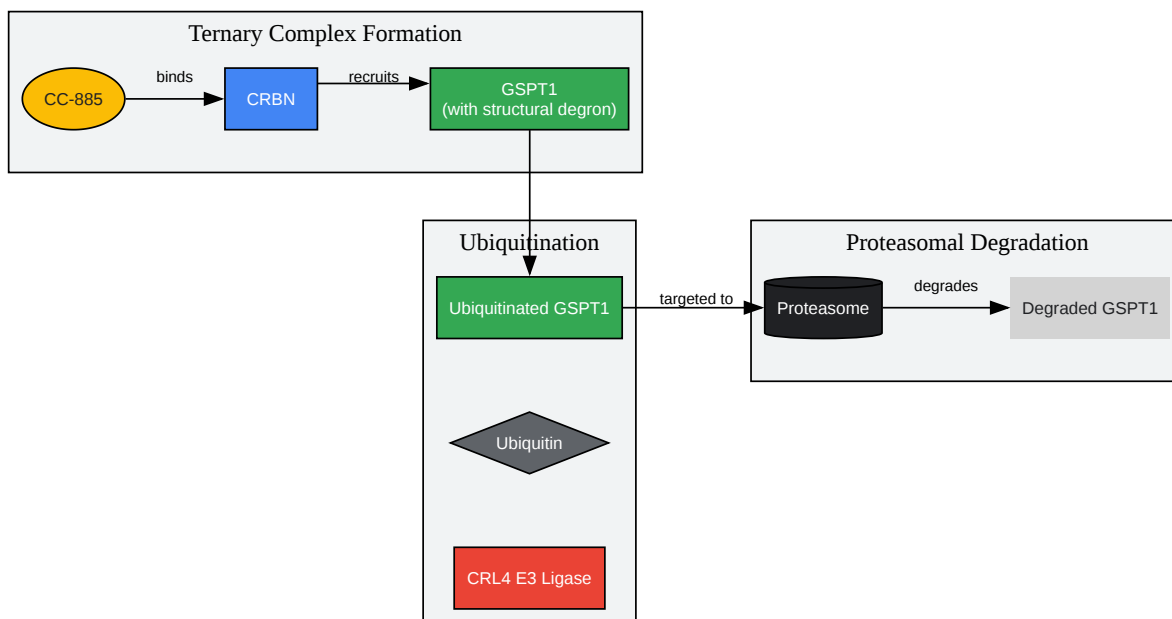 Ternary Complex Formation
CC-885
binds
CRBN
recruits
GSPT1
(with structural degron)
Ubiquitination
Ubiquitinated GSPT1
targeted to
Proteasomal Degradation
Proteasome
degrades
Degraded GSPT1
Ubiquitin
CRL4 E3 Ligase